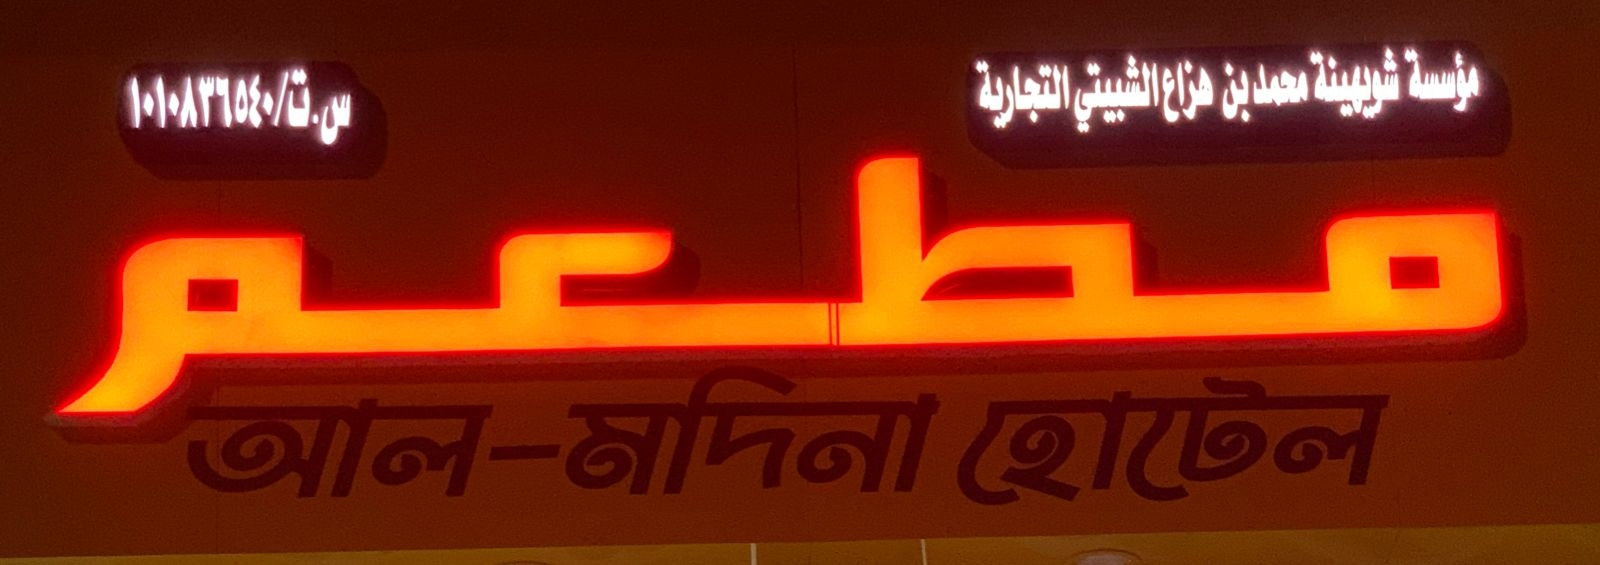 مؤسسة شويهينة محمد بن هزاع الشبيتي التجارية
س.ت/١٠١٠٨٣٦٥٤٠
مطعم
আল-মদিনা হোটেল